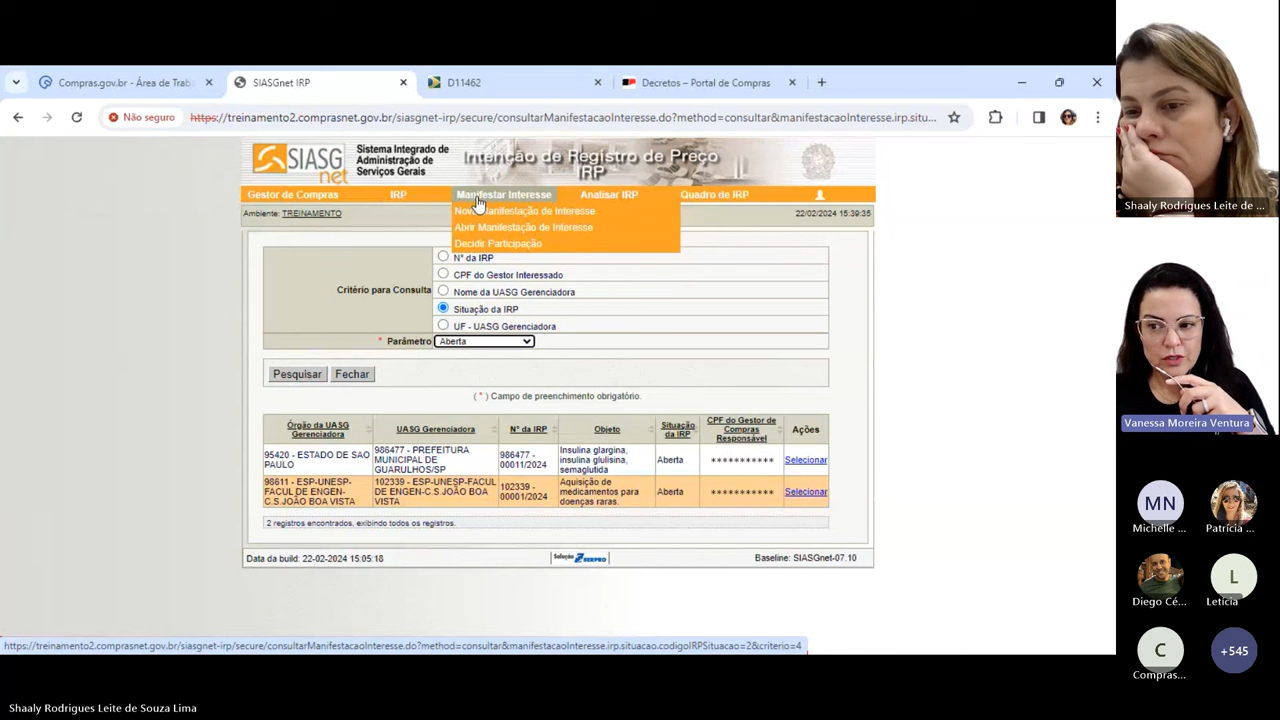 Compras.gov.br - Área de Trab
SIASGnet IRP
D11462
Decretos – Portal de Compras
Não seguro
https://treinamento2.comprasnet.gov.br/siasgnet-irp/secure/consultarManifestacaoInteresse.do?method=consultar&manifestacaoInteresse.irp.situ...
SIASG
net
Sistema Integrado de
Administração de
Serviços Gerais
Intenção de Registro de Preço
IRP
Gestor de Compras
IRP
Manifestar Interesse
Analisar IRP
Quadro de IRP
Ambiente: TREINAMENTO
22/02/2024 15:39:35
Nova Manifestação de Interesse
Abrir Manifestação de Interesse
Decidir Participação
Critério para Consulta
N° da IRP
CPF do Gestor Interessado
Nome da UASG Gerenciadora
Situação da IRP
UF - UASG Gerenciadora
* Parâmetro
Aberta
Pesquisar
Fechar
( * ) Campo de preenchimento obrigatório.
Órgão da UASG
Gerenciadora
UASG Gerenciadora
N° da IRP
Objeto
Situação
da IRP
CPF do Gestor de
Compras
Responsável
Ações
95420 - ESTADO DE SAO
PAULO
986477 - PREFEITURA
MUNICIPAL DE
GUARULHOS/SP
986477 -
00011/2024
Insulina glargina,
insulina glulisina,
semaglutida
Aberta
***********
Selecionar
98611 - ESP-UNESP-
FACUL DE ENGEN-
C.S.JOÃO BOA VISTA
102339 - ESP-UNESP-FACUL
DE ENGEN-C.S.JOÃO BOA
VISTA
102339 -
00001/2024
Aquisição de
medicamentos para
doenças raras.
Aberta
***********
Selecionar
2 registros encontrados, exibindo todos os registros.
Data da build: 22-02-2024 15:05:18
Solução
SERPRO
Baseline: SIASGnet-07.10
https://treinamento2.comprasnet.gov.br/siasgnet-irp/secure/consultarManifestacaoInteresse.do?method=consultar&manifestacaoInteresse.irp.situacao.codigoIRPSituacao=2&criterio=4
Shaaly Rodrigues Leite de ...
Vanessa Moreira Ventura
MN
Michelle ...
Patrícia ...
Diego Cé...
L
Letícia
C
Compras...
+545
Shaaly Rodrigues Leite de Souza Lima